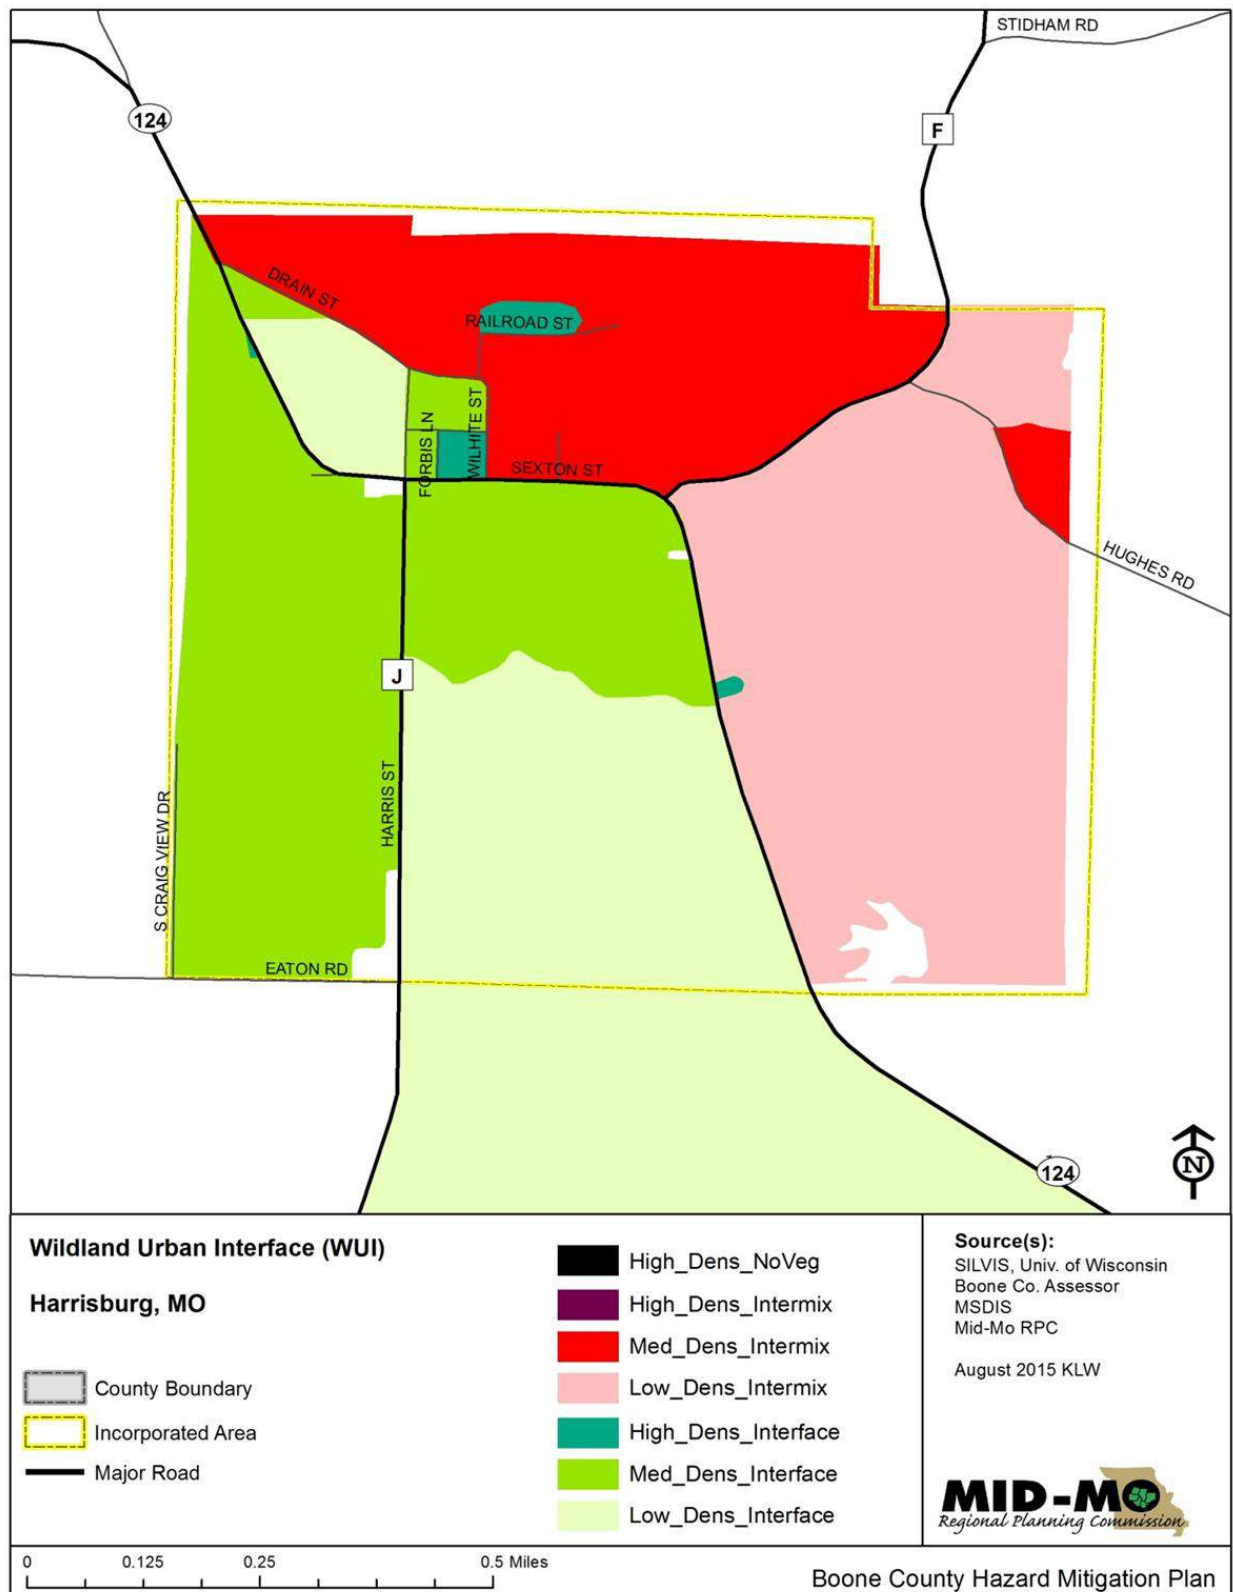 STIDHAM RD
124
F
DRAIN ST
RAILROAD ST
FORBIS LN
WILHITE ST
SEXTON ST
HUGHES RD
J
HARRIS ST
S CRAIG VIEW DR
EATON RD
124
N
Wildland Urban Interface (WUI)
Harrisburg, MO
County Boundary
Incorporated Area
Major Road
High_Dens_NoVeg
High_Dens_Intermix
Med_Dens_Intermix
Low_Dens_Intermix
High_Dens_Interface
Med_Dens_Interface
Low_Dens_Interface
Source(s):
SILVIS, Univ. of Wisconsin
Boone Co. Assessor
MSDIS
Mid-Mo RPC
August 2015 KLW
MID-MO
Regional Planning Commission
0 0.125 0.25 0.5 Miles
Boone County Hazard Mitigation Plan